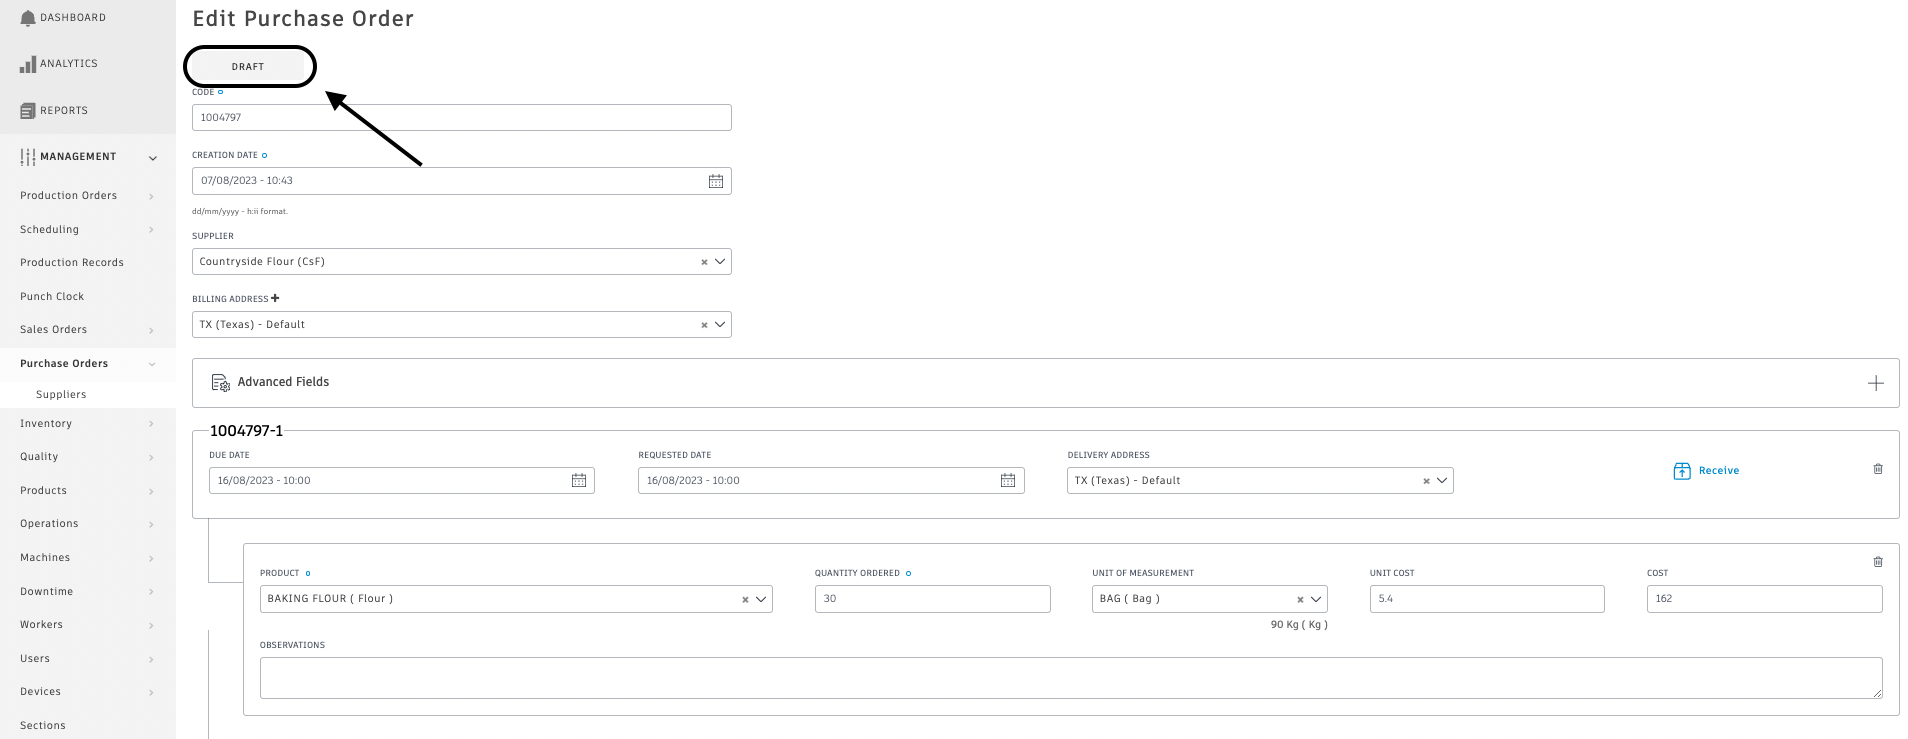 DASHBOARD
ANALYTICS
REPORTS
MANAGEMENT
Production Orders
Scheduling
Production Records
Punch Clock
Sales Orders
Purchase Orders
Suppliers
Inventory
Quality
Products
Operations
Machines
Downtime
Workers
Users
Devices
Sections
Edit Purchase Order
DRAFT
CODE
1004797
CREATION DATE
07/08/2023 - 10:43
dd/mm/yyyy - h:ii format.
SUPPLIER
Countryside Flour (CsF)
BILLING ADDRESS
TX (Texas) - Default
Advanced Fields
1004797-1
DUE DATE REQUESTED DATE DELIVERY ADDRESS
16/08/2023 - 10:00 16/08/2023 - 10:00 TX (Texas) - Default Receive
PRODUCT QUANTITY ORDERED UNIT OF MEASUREMENT UNIT COST COST
BAKING FLOUR ( Flour ) 30 BAG ( Bag ) 5.4 162
90 Kg ( Kg )
OBSERVATIONS